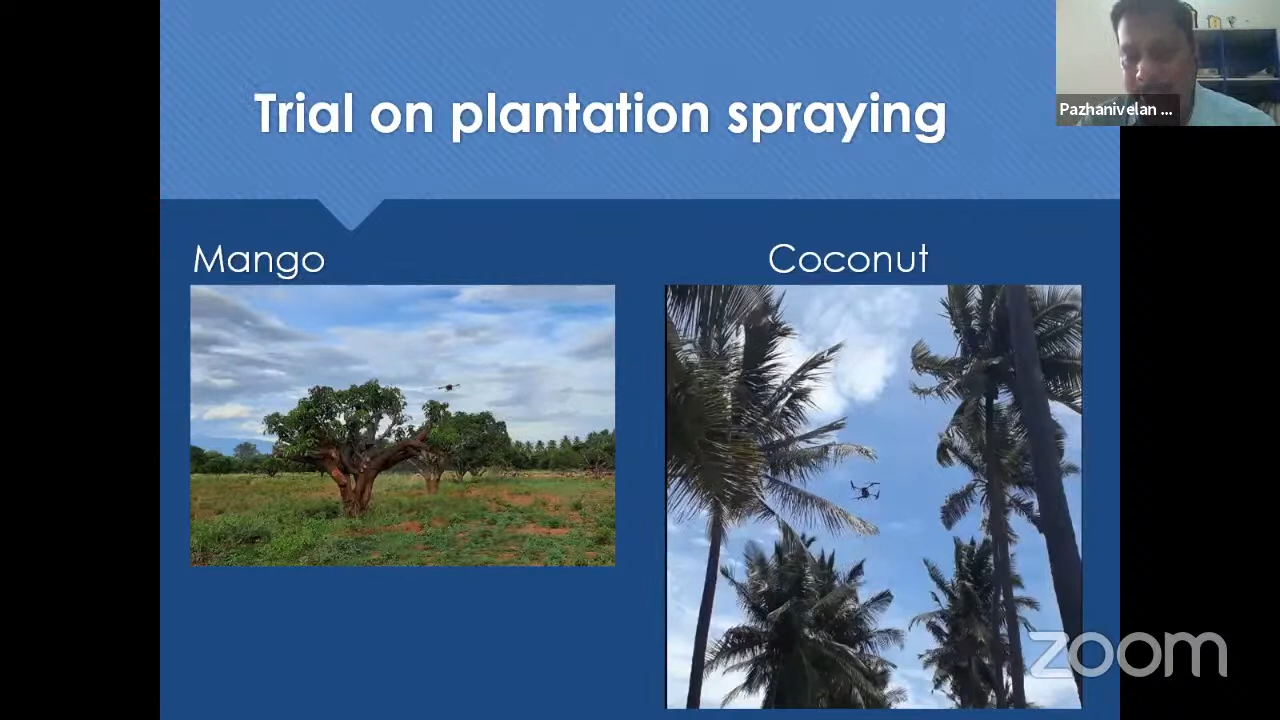 Trial on plantation spraying
Pazhanivelan ...
Mango
Coconut
zoom